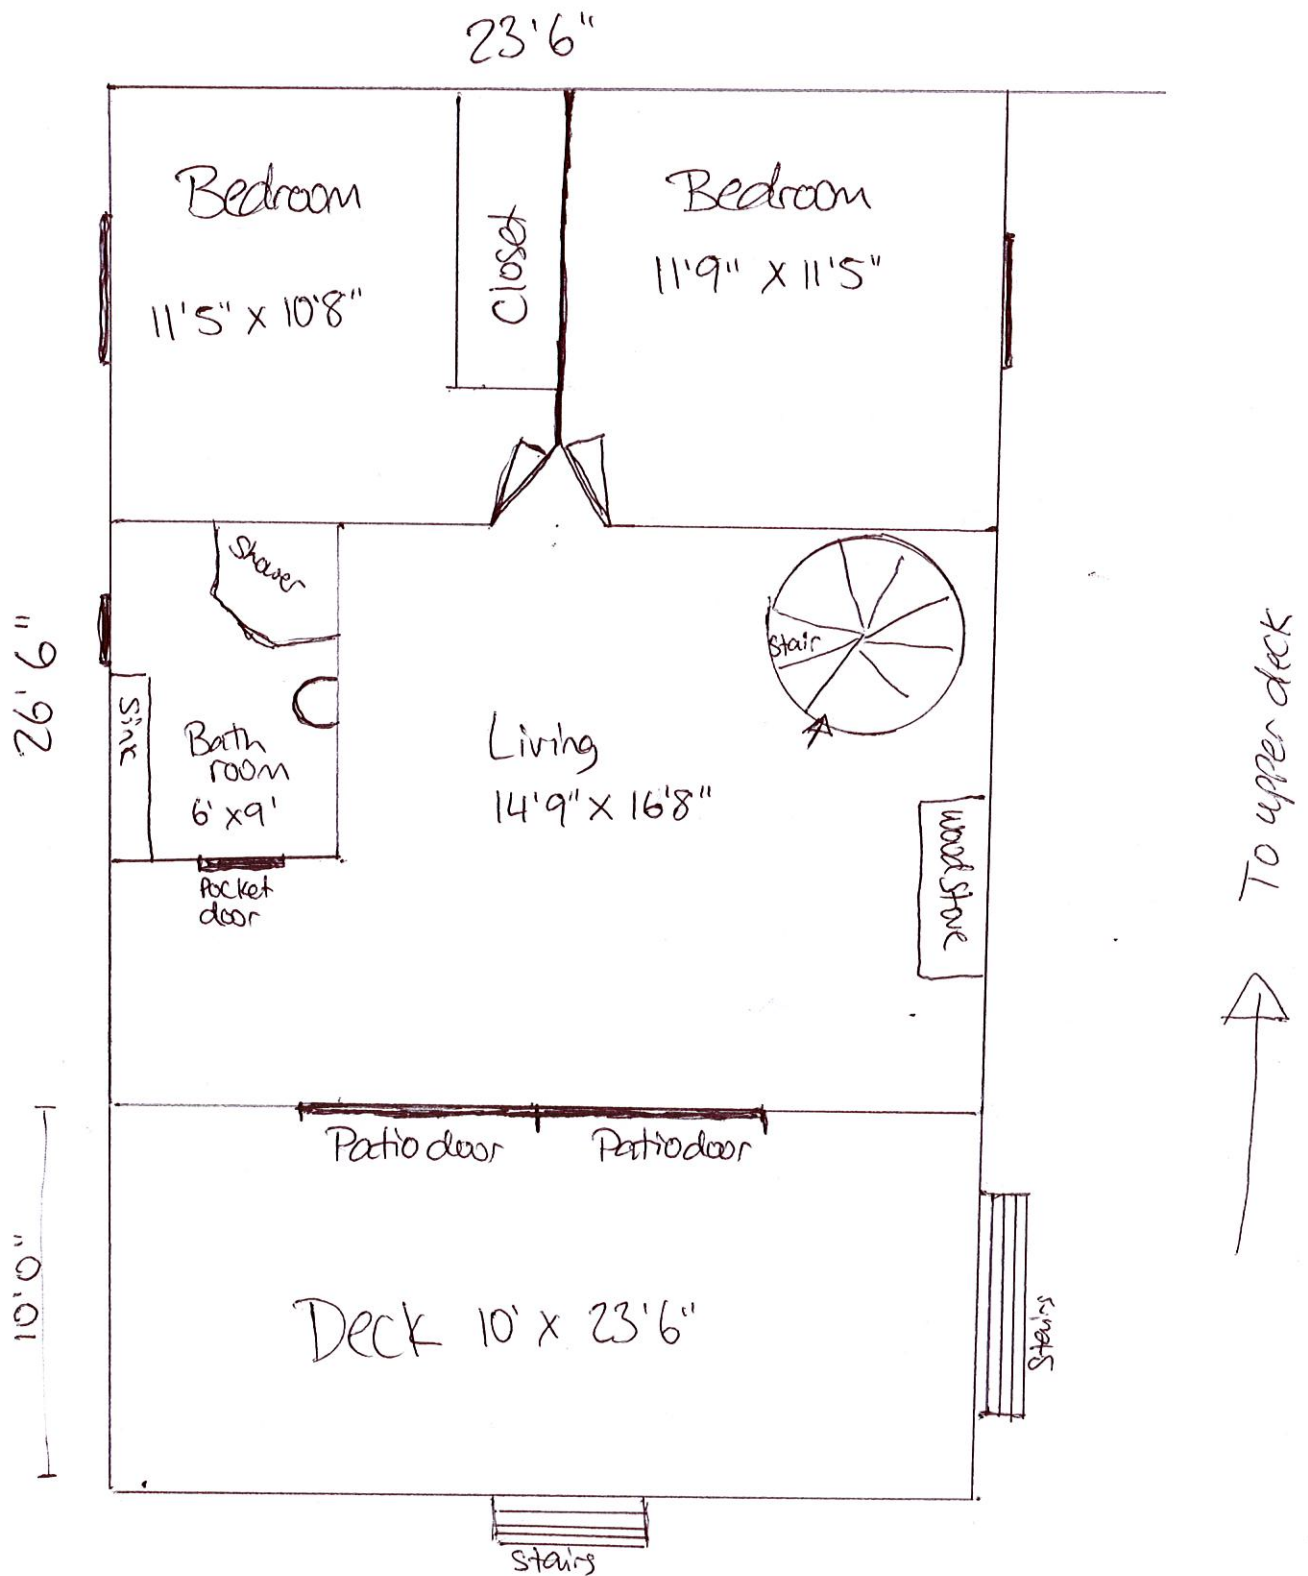 23'6"
Bedroom
11'5" x 10'8"
Closet
Bedroom
11'9" x 11'5"
26'6"
Shower
Sink
Bath
room
6' x 9'
Pocket
door
Living
14'9" x 16'8"
Stair
Wood Stove
To upper deck
Patio door
Patio door
10'0"
Deck 10' x 23'6"
Stairs
Stairs